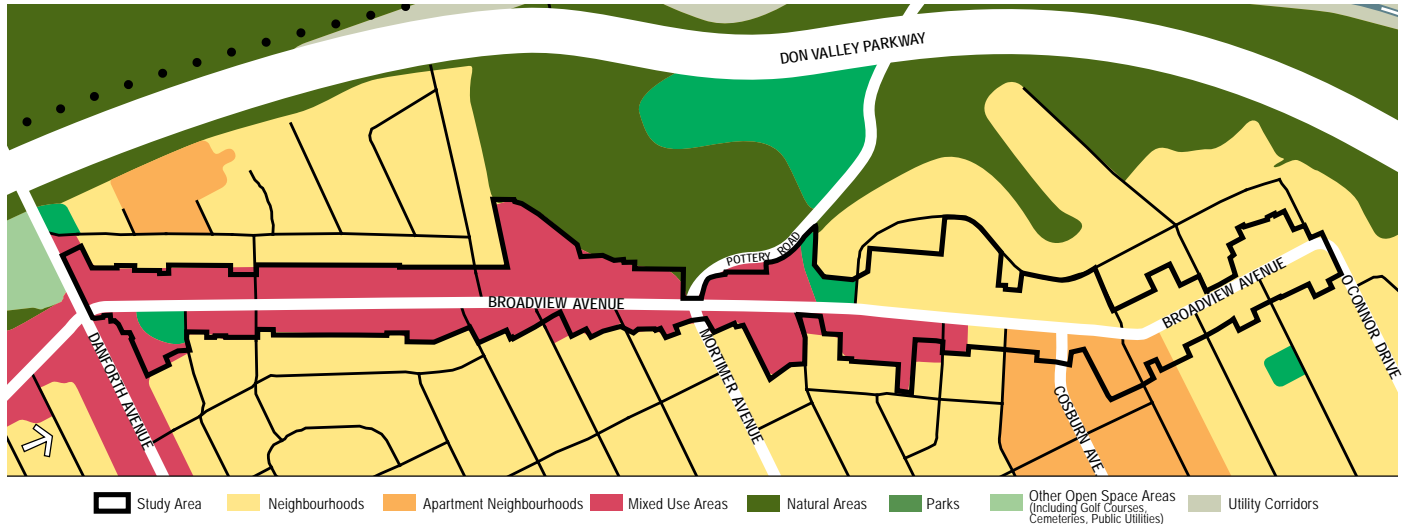 DON VALLEY PARKWAY
POTTERY ROAD
BROADVIEW AVENUE
BROADVIEW AVENUE
DANFORTH AVENUE
MORTIMER AVENUE
COSBURN AVE
O CONNOR DRIVE
Study Area
Neighbourhoods
Apartment Neighbourhoods
Mixed Use Areas
Natural Areas
Parks
Other Open Space Areas
(Including Golf Courses,
Cemeteries, Public Utilities)
Utility Corridors